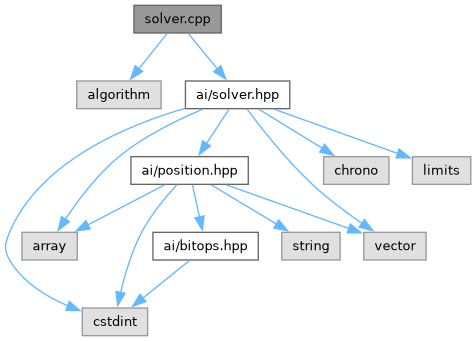 solver.cpp
algorithm
ai/solver.hpp
ai/position.hpp
chrono
limits
array
ai/bitops.hpp
string
vector
cstdint